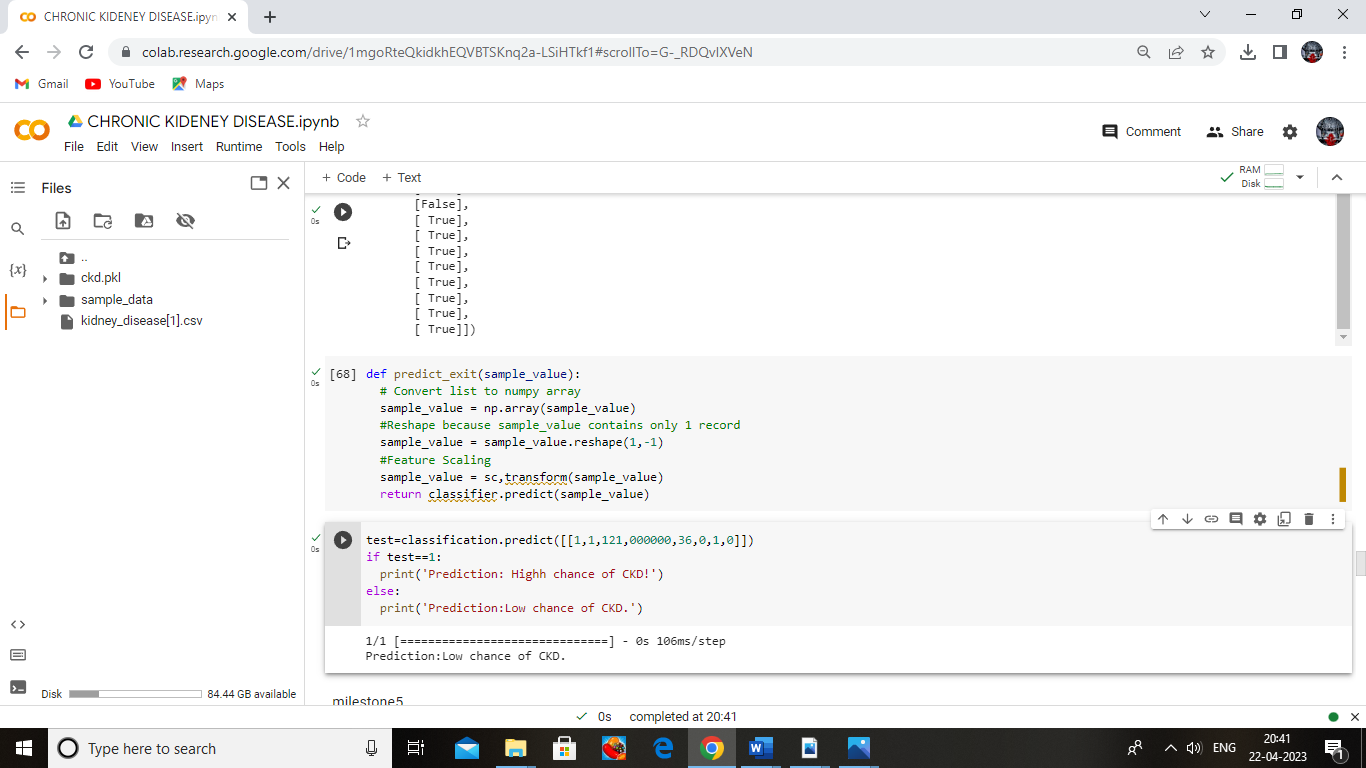 CHRONIC KIDENEY DISEASE.ipyn
colab.research.google.com/drive/1mgoRteQkidkhEQVBTSKnq2a-LSiHTkf1#scrollTo=G-_RDQvlXVeN
Gmail YouTube Maps
CHRONIC KIDENEY DISEASE.ipynb
File Edit View Insert Runtime Tools Help
Comment Share
Files
+ Code + Text
RAM
Disk
..
ckd.pkl
sample_data
kidney_disease[1].csv
{x}
0s
[False],
[ True],
[ True],
[ True],
[ True],
[ True],
[ True],
[ True],
[ True]])
0s
[68] def predict_exit(sample_value):
# Convert list to numpy array
sample_value = np.array(sample_value)
#Reshape because sample_value contains only 1 record
sample_value = sample_value.reshape(1,-1)
#Feature Scaling
sample_value = sc,transform(sample_value)
return classifier.predict(sample_value)
0s
test=classification.predict([[1,1,121,000000,36,0,1,0]])
if test==1:
print('Prediction: Highh chance of CKD!')
else:
print('Prediction:Low chance of CKD.')
1/1 [==============================] - 0s 106ms/step
Prediction:Low chance of CKD.
milestone5
Disk 84.44 GB available
0s completed at 20:41
Type here to search
ENG
20:41
22-04-2023
1